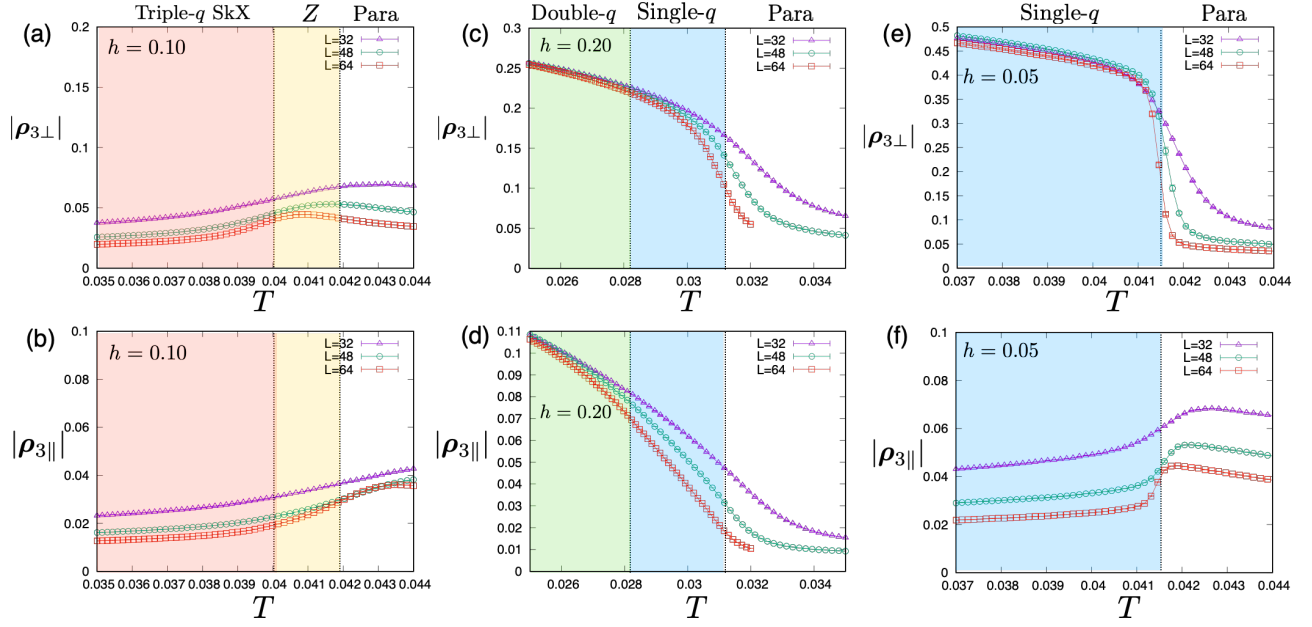 Triple-q SkX Z Para
(a)
h = 0.10
L=32
L=48
L=64
|ρ3⊥|
0.2
0.15
0.1
0.05
0
0.035 0.036 0.037 0.038 0.039 0.04 0.041 0.042 0.043 0.044
T
(b)
h = 0.10
L=32
L=48
L=64
|ρ3∥|
0.1
0.08
0.06
0.04
0.02
0
0.035 0.036 0.037 0.038 0.039 0.04 0.041 0.042 0.043 0.044
T
Double-q Single-q Para
(c)
h = 0.20
L=32
L=48
L=64
|ρ3⊥|
0.3
0.25
0.2
0.15
0.1
0.05
0
0.026 0.028 0.03 0.032 0.034
T
(d)
h = 0.20
L=32
L=48
L=64
|ρ3∥|
0.11
0.1
0.09
0.08
0.07
0.06
0.05
0.04
0.03
0.02
0.01
0
0.026 0.028 0.03 0.032 0.034
T
Single-q Para
(e)
h = 0.05
L=32
L=48
L=64
|ρ3⊥|
0.5
0.45
0.4
0.35
0.3
0.25
0.2
0.15
0.1
0.05
0
0.037 0.038 0.039 0.04 0.041 0.042 0.043 0.044
T
(f)
h = 0.05
L=32
L=48
L=64
|ρ3∥|
0.1
0.08
0.06
0.04
0.02
0
0.037 0.038 0.039 0.04 0.041 0.042 0.043 0.044
T